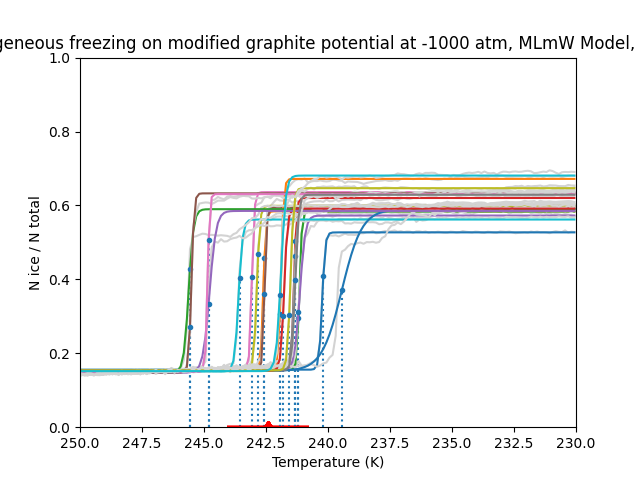 geneous freezing on modified graphite potential at -1000 atm, MLmW Model,
1.0
0.8
0.6
0.4
0.2
0.0
N ice / N total
250.0 247.5 245.0 242.5 240.0 237.5 235.0 232.5 230.0
Temperature (K)